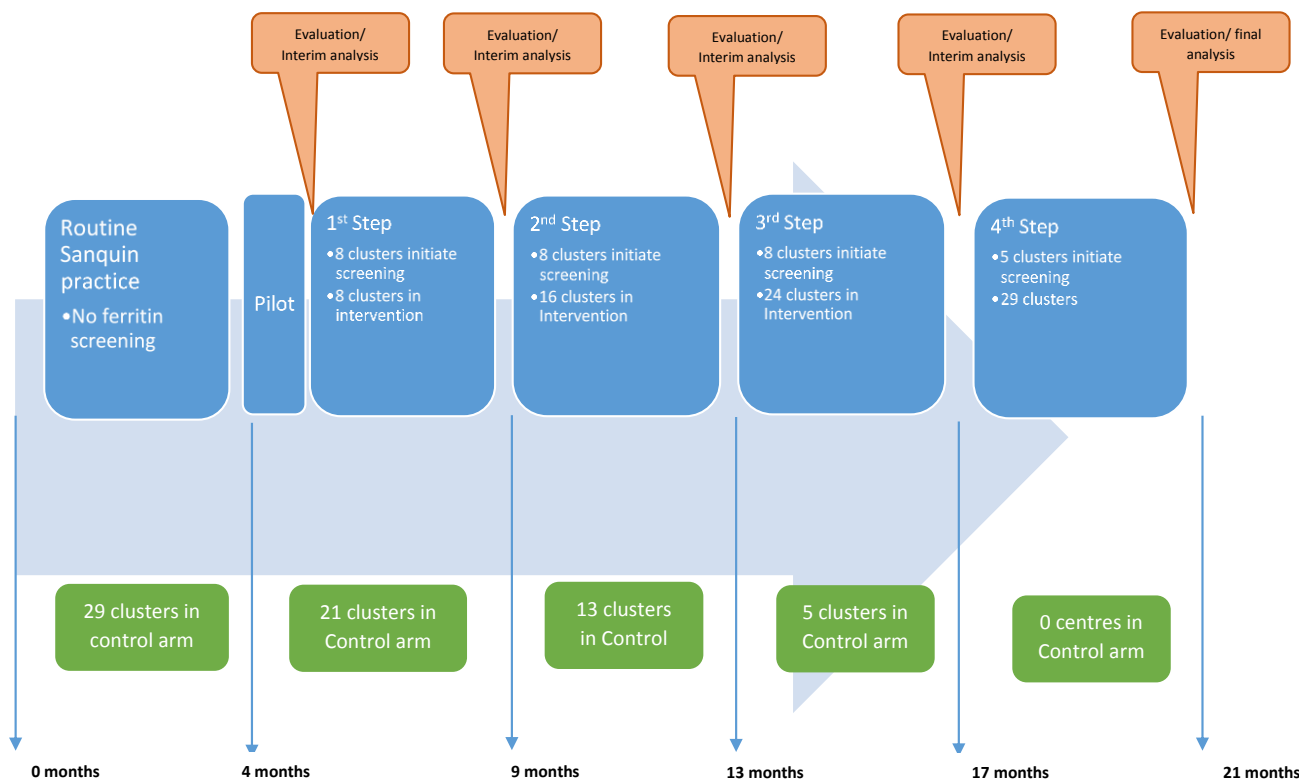 Evaluation/
Interim analysis
Evaluation/
Interim analysis
Evaluation/
Interim analysis
Evaluation/
Interim analysis
Evaluation/ final
analysis
Routine
Sanquin
practice
•No ferritin
screening
Pilot
1st Step
•8 clusters initiate
screening
•8 clusters in
intervention
2nd Step
•8 clusters initiate
screening
•16 clusters in
Intervention
3rd Step
•8 clusters initiate
screening
•24 clusters in
Intervention
4th Step
•5 clusters initiate
screening
•29 clusters
29 clusters in
control arm
21 clusters in
Control arm
13 clusters
in Control
5 clusters in
Control arm
0 centres in
Control arm
0 months
4 months
9 months
13 months
17 months
21 months